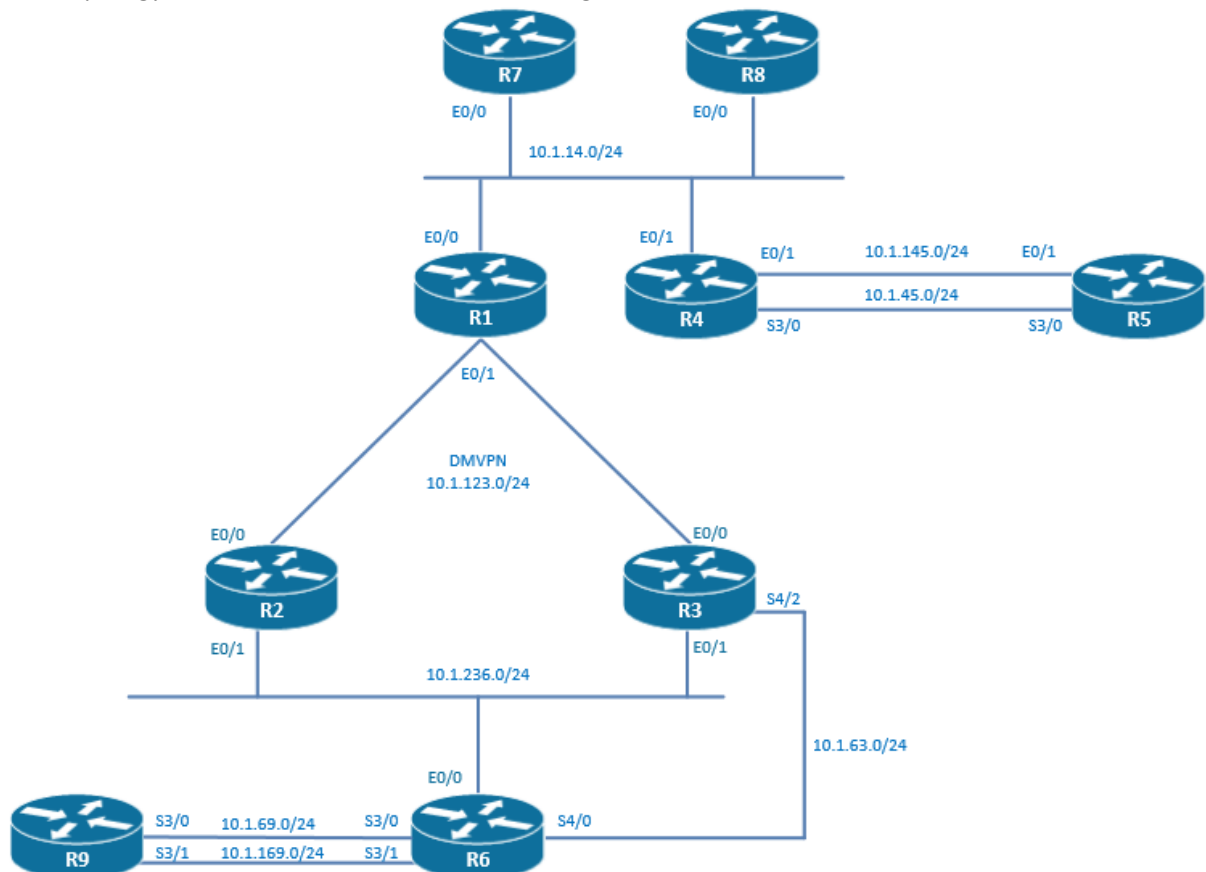 R7
R8
E0/0
E0/0
10.1.14.0/24
E0/0
E0/1
E0/1
10.1.145.0/24
E0/1
10.1.45.0/24
R1
R4
S3/0
S3/0
R5
E0/1
DMVPN
10.1.123.0/24
E0/0
E0/0
R2
R3
S4/2
E0/1
E0/1
10.1.236.0/24
10.1.63.0/24
E0/0
S3/0
10.1.69.0/24
S3/0
S4/0
R9
S3/1
10.1.169.0/24
S3/1
R6